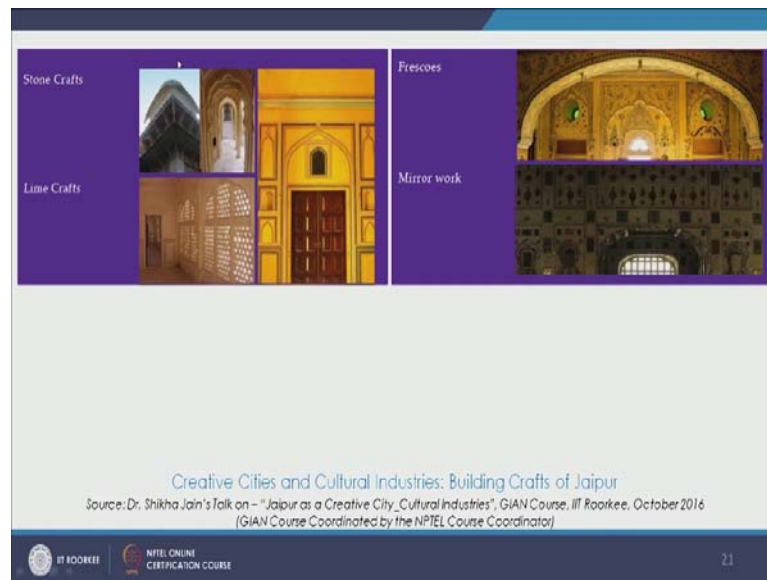 Stone Crafts
Lime Crafts
Frescoes
Mirror work
Creative Cities and Cultural Industries: Building Crafts of Jaipur
Source: Dr. Shikha Jain's Talk on – "Jaipur as a Creative City_Cultural Industries", GIAN Course, IIT Roorkee, October 2016
(GIAN Course Coordinated by the NPTEL Course Coordinator)
IIT ROORKEE
NPTEL ONLINE
CERTIFICATION COURSE
21